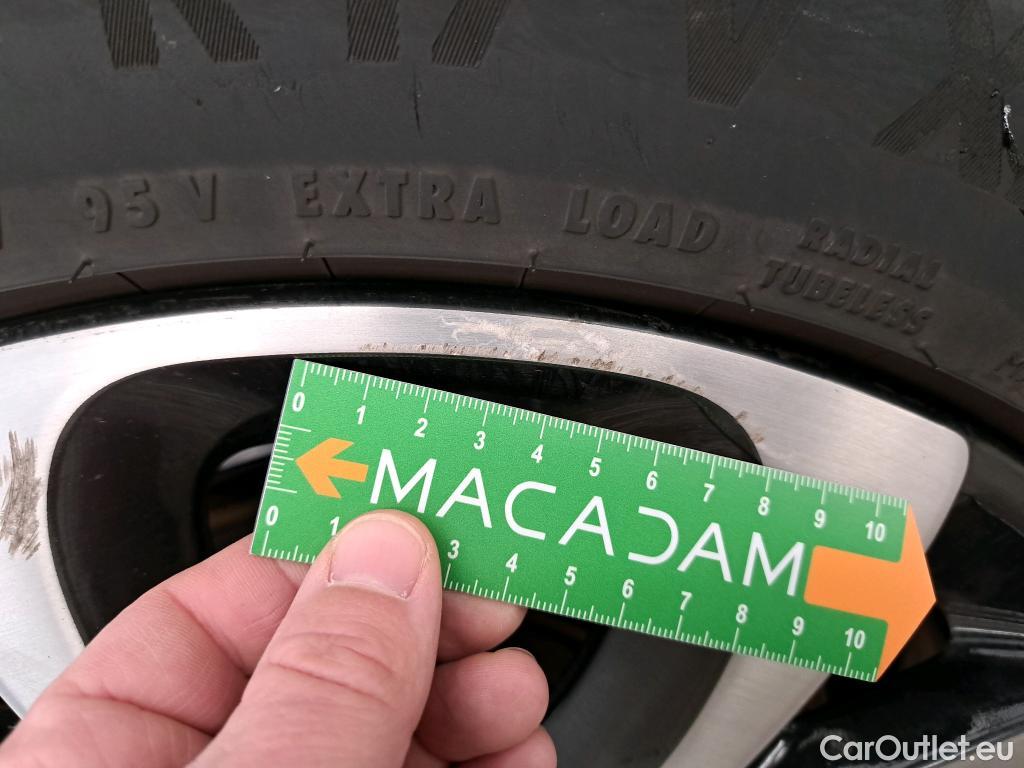 R17
95 V EXTRA LOAD RADIAL
TUBELESS
0 1 2 3 4 5 6 7 8 9 10
MACADAM
0 1 3 4 5 6 7 8 9 10
CarOutlet.eu